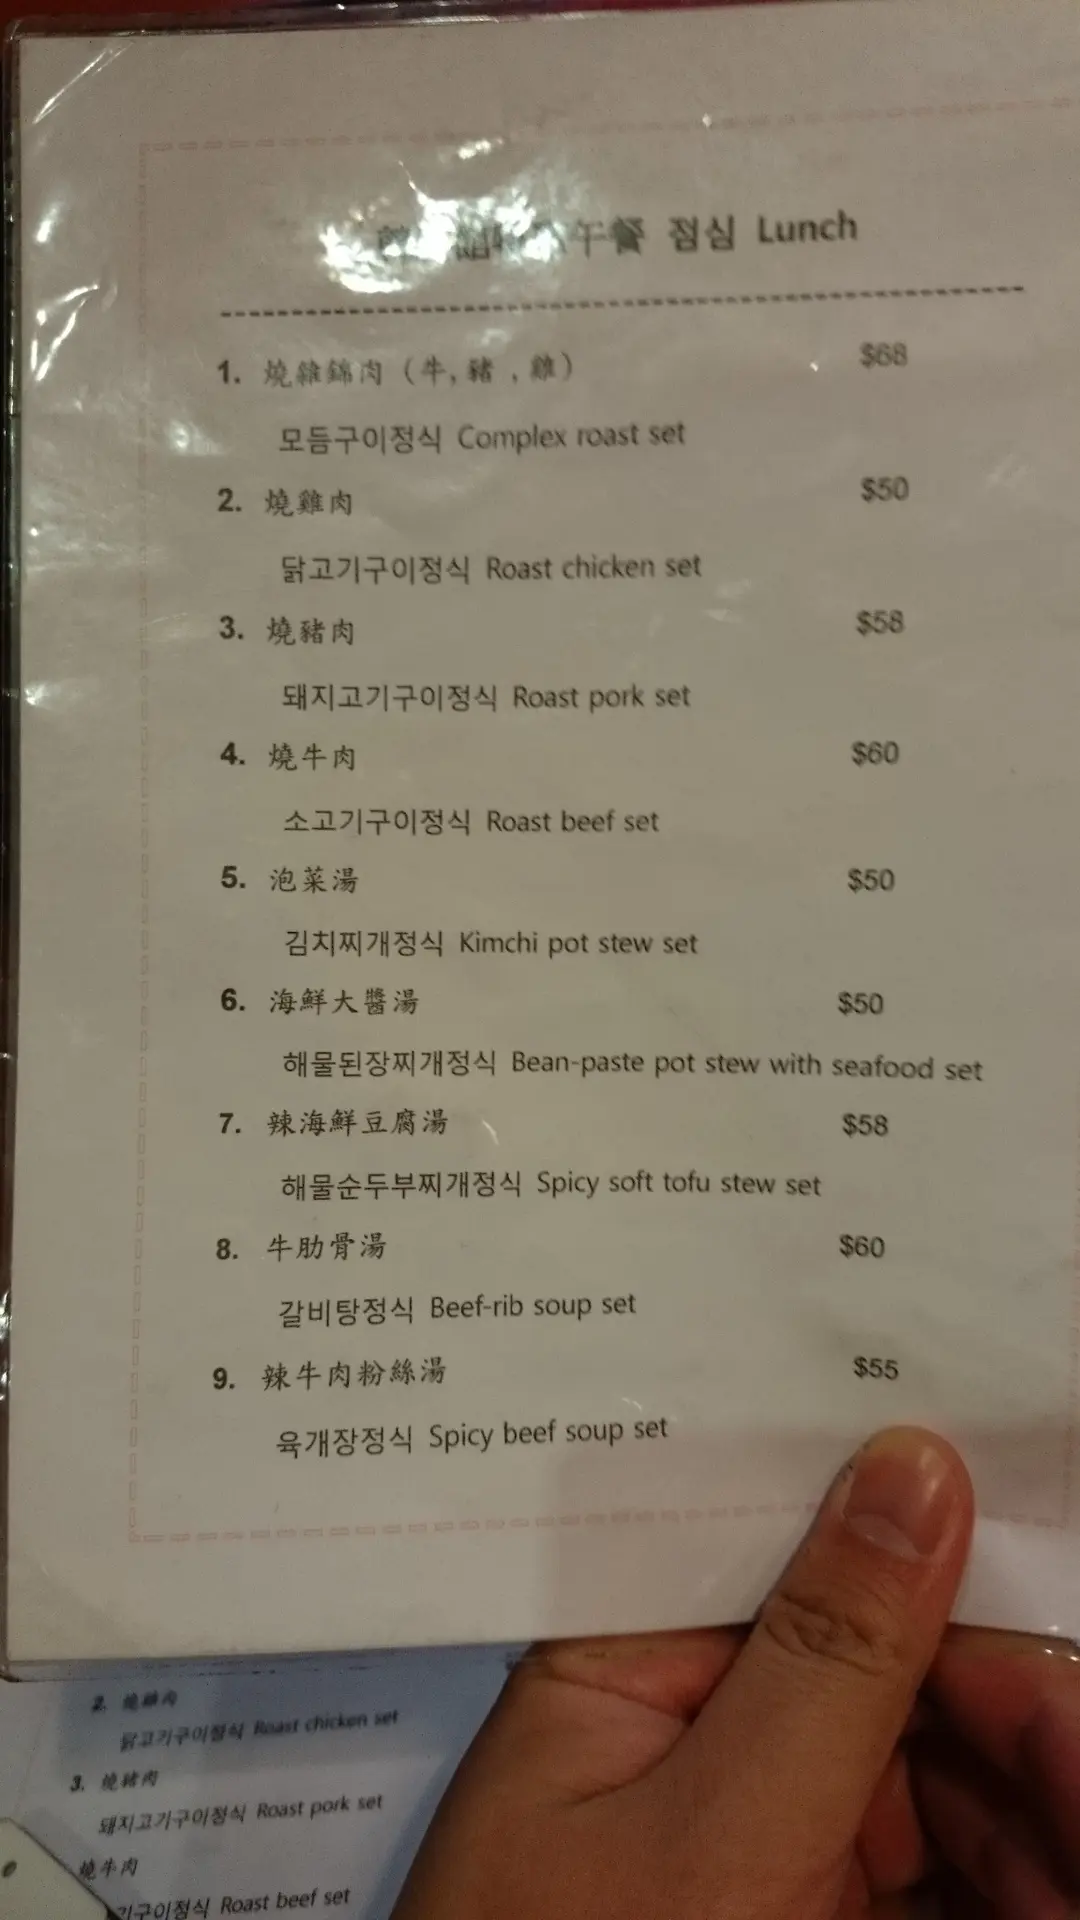 午餐 점심 Lunch
1. 燒雜錦肉 (牛, 豬 , 雞) $68
모듬구이정식 Complex roast set
2. 燒雞肉 $50
닭고기구이정식 Roast chicken set
3. 燒豬肉 $58
돼지고기구이정식 Roast pork set
4. 燒牛肉 $60
소고기구이정식 Roast beef set
5. 泡菜湯 $50
김치찌개정식 Kimchi pot stew set
6. 海鮮大醬湯 $50
해물된장찌개정식 Bean-paste pot stew with seafood set
7. 辣海鮮豆腐湯 $58
해물순두부찌개정식 Spicy soft tofu stew set
8. 牛肋骨湯 $60
갈비탕정식 Beef-rib soup set
9. 辣牛肉粉絲湯 $55
육개장정식 Spicy beef soup set
2. 燒雞肉
닭고기구이정식 Roast chicken set
3. 燒豬肉
돼지고기구이정식 Roast pork set
燒牛肉
기구이정식 Roast beef set